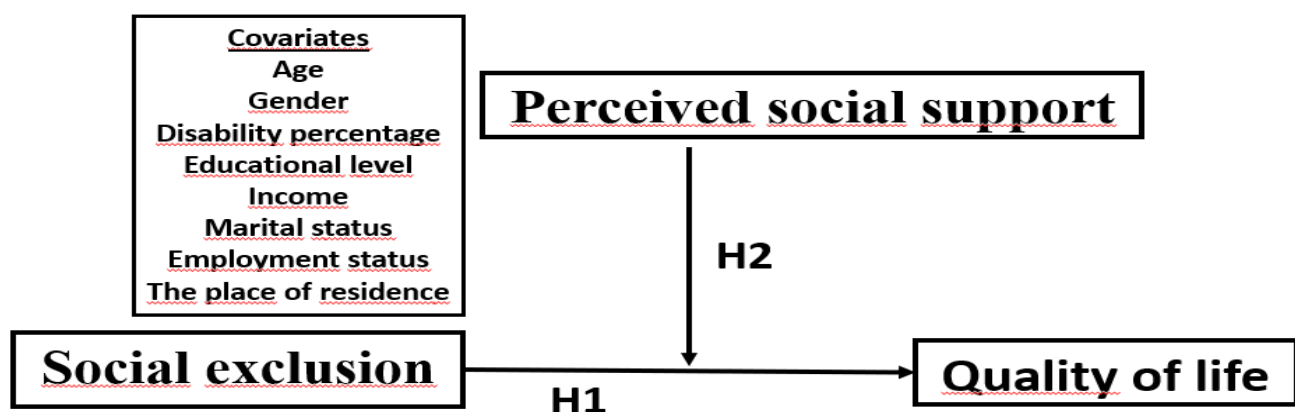 Covariates
Age
Gender
Disability percentage
Educational level
Income
Marital status
Employment status
The place of residence
Perceived social support
H2
Social exclusion
H1
Quality of life